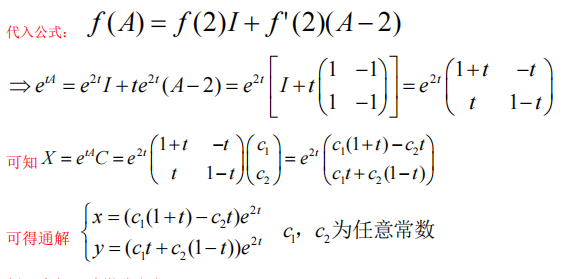 代入公式： f(A) = f(2)I + f'(2)(A−2)
⇒ e^{tA} = e^{2t}I + te^{2t}(A−2) = e^{2t}[I + t(1 −1; 1 −1)] = e^{2t}(1+t −t; t 1−t)
可知 X = e^{tA}C = e^{2t}(1+t −t; t 1−t)(c₁; c₂) = e^{2t}(c₁(1+t)−c₂t; c₁t+c₂(1−t))
可得通解 { x = (c₁(1+t)−c₂t)e^{2t}
y = (c₁t+c₂(1−t))e^{2t} c₁，c₂为任意常数